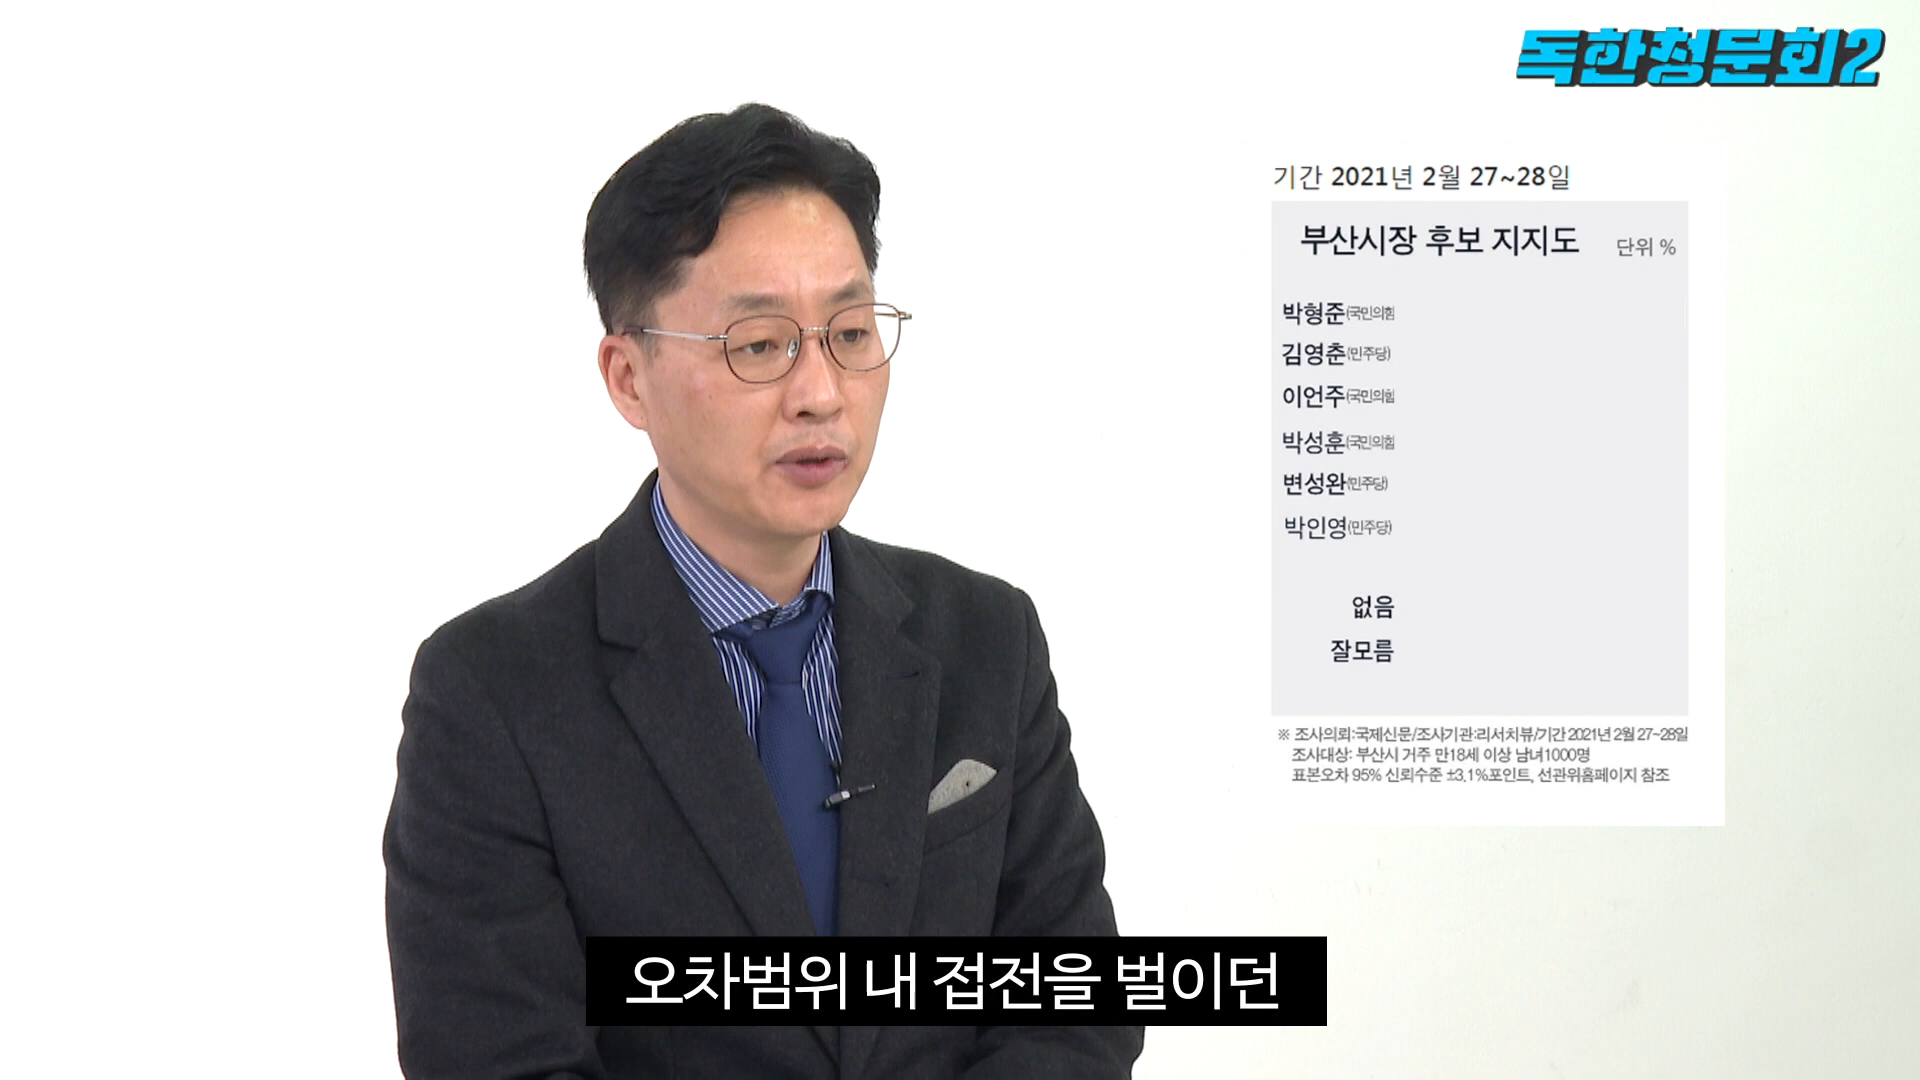 독한청문회2
기간 2021년 2월 27~28일
부산시장 후보 지지도 단위 %
박형준(국민의힘
김영춘(민주당)
이언주(국민의힘
박성훈(국민의힘
변성완(민주당)
박인영(민주당)
없음
잘모름
※ 조사의뢰:국제신문/조사기관:리서치뷰/기간 2021년 2월 27~28일
조사대상: 부산시 거주 만18세 이상 남녀1000명
표본오차 95% 신뢰수준 ±3.1%포인트, 선관위홈페이지 참조
오차범위 내 접전을 벌이던